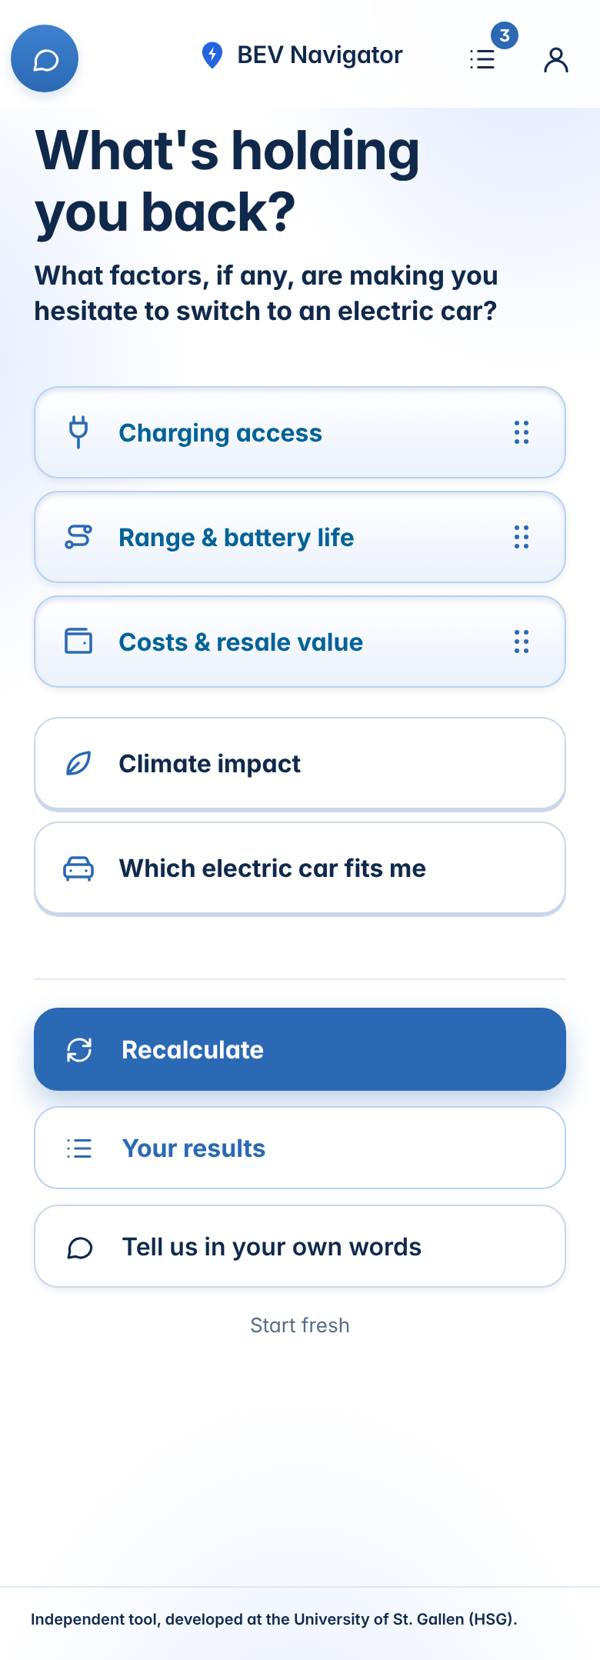 BEV Navigator
3
What's holding
you back?
What factors, if any, are making you
hesitate to switch to an electric car?
Charging access
Range & battery life
Costs & resale value
Climate impact
Which electric car fits me
Recalculate
Your results
Tell us in your own words
Start fresh
Independent tool, developed at the University of St. Gallen (HSG).